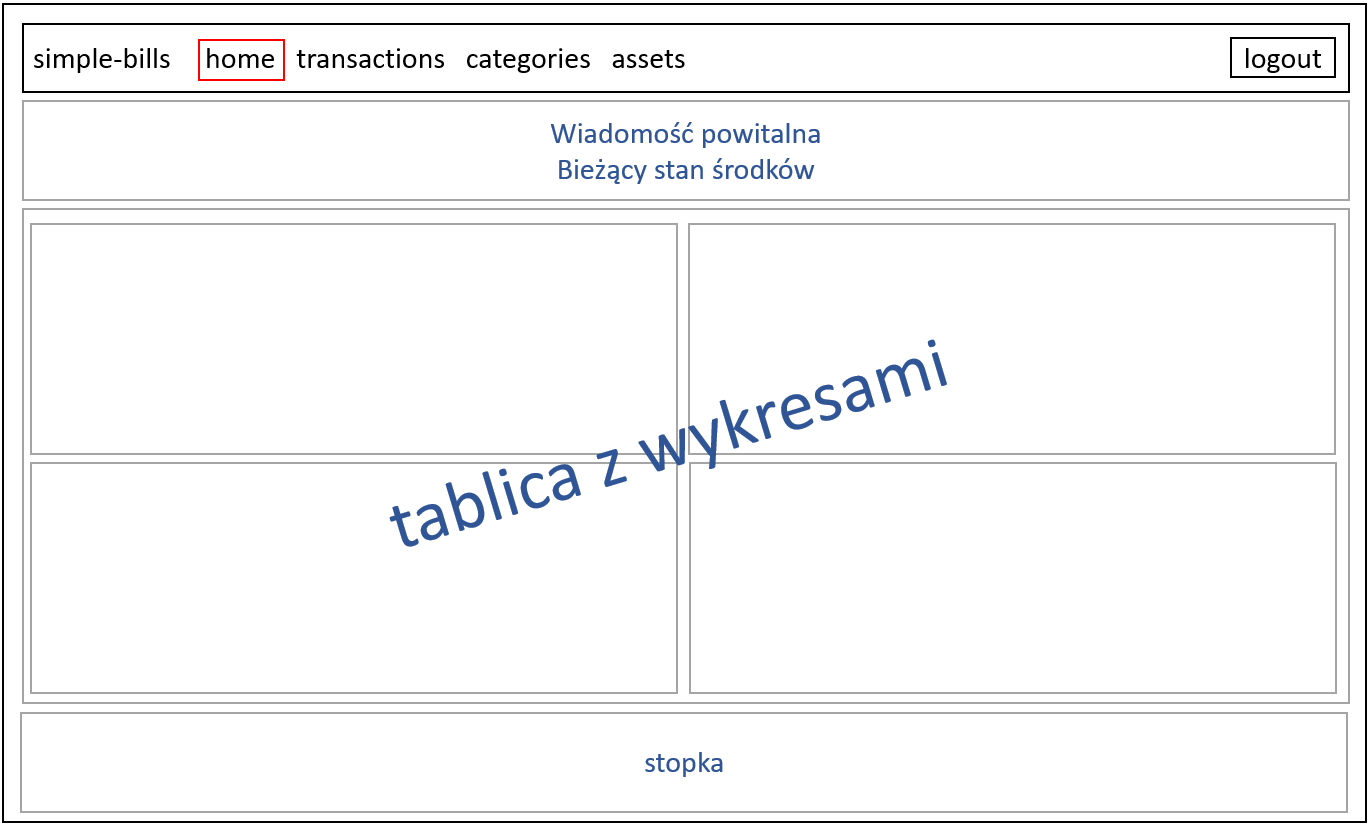 simple-bills home transactions categories assets logout
Wiadomość powitalna
Bieżący stan środków
tablica z wykresami
stopka